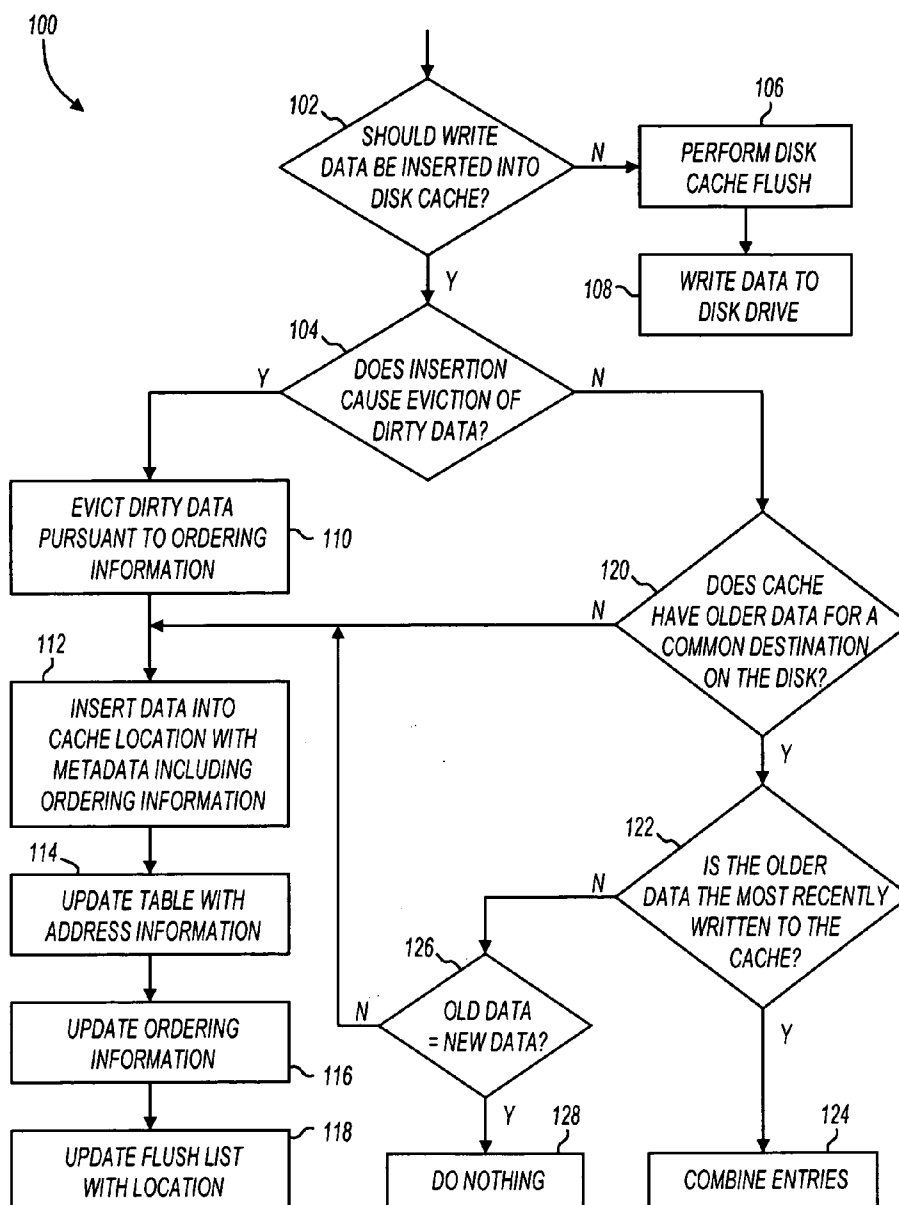 100
102
SHOULD WRITE
DATA BE INSERTED INTO
DISK CACHE?
N
106
PERFORM DISK
CACHE FLUSH
Y
108
WRITE DATA TO
DISK DRIVE
104
DOES INSERTION
CAUSE EVICTION OF
DIRTY DATA?
Y
N
EVICT DIRTY DATA
PURSUANT TO ORDERING
INFORMATION
110
120
DOES CACHE
HAVE OLDER DATA FOR A
COMMON DESTINATION
ON THE DISK?
N
Y
112
INSERT DATA INTO
CACHE LOCATION WITH
METADATA INCLUDING
ORDERING INFORMATION
122
IS THE OLDER
DATA THE MOST RECENTLY
WRITTEN TO THE
CACHE?
N
Y
114
UPDATE TABLE WITH
ADDRESS INFORMATION
126
OLD DATA
= NEW DATA?
N
Y
UPDATE ORDERING
INFORMATION
116
118
UPDATE FLUSH LIST
WITH LOCATION
128
DO NOTHING
124
COMBINE ENTRIES